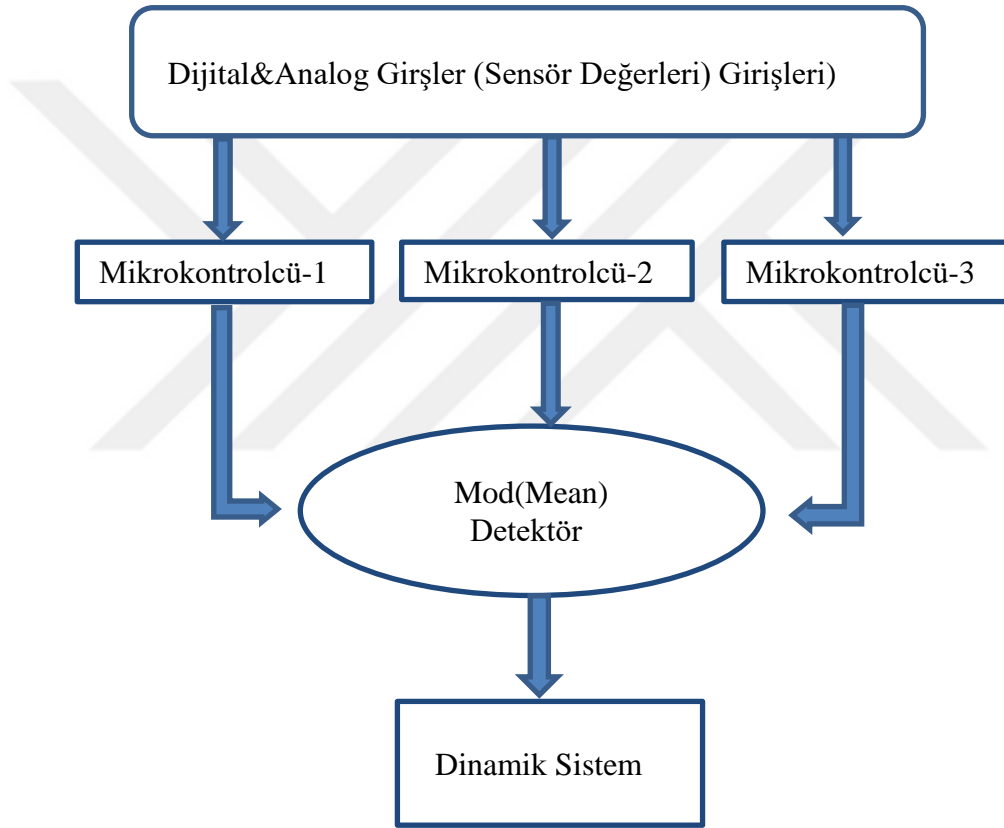 Dijital&Analog Girşler (Sensör Değerleri) Girişleri)
Mikrokontrolcü-1
Mikrokontrolcü-2
Mikrokontrolcü-3
Mod(Mean)
Detektör
Dinamik Sistem